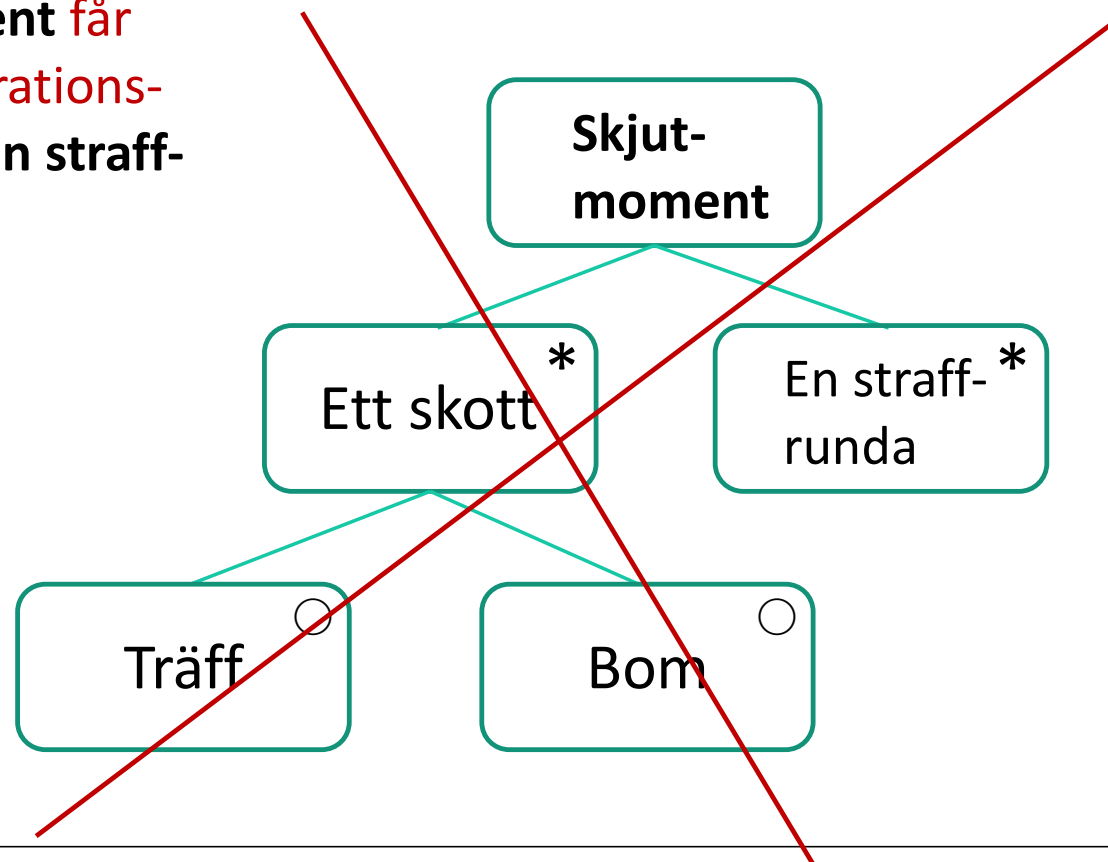 ent får
rations-
n straff-
Skjut-
moment
*
Ett skott
*
En straff-
runda
Träff
Bom